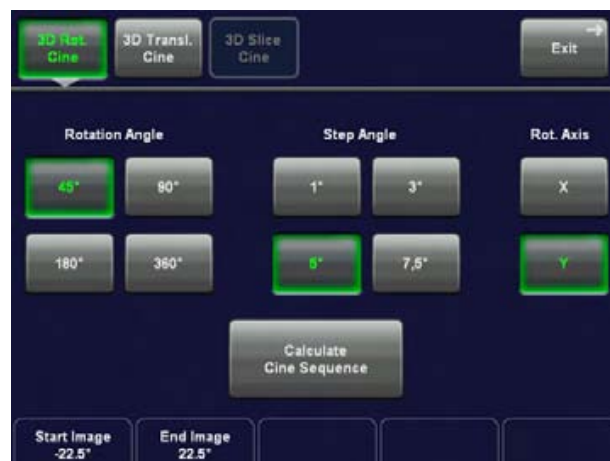 3D Rot.
Cine
3D Transl.
Cine
3D Slice
Cine
Exit
Rotation Angle
Step Angle
Rot. Axis
45°
90°
1°
3°
X
180°
360°
5°
7,5°
Y
Calculate
Cine Sequence
Start Image
-22.5°
End Image
22.5°